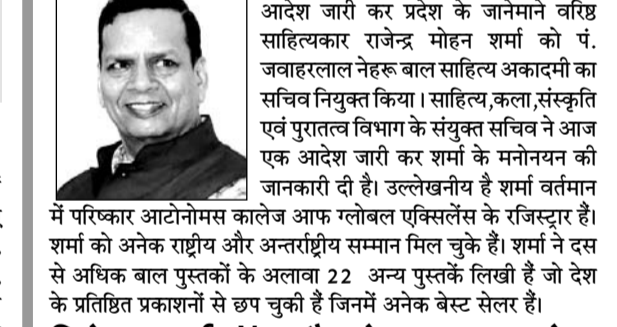 आदेश जारी कर प्रदेश के जानेमाने वरिष्ठ
साहित्यकार राजेन्द्र मोहन शर्मा को पं.
जवाहरलाल नेहरू बाल साहित्य अकादमी का
सचिव नियुक्त किया। साहित्य,कला,संस्कृति
एवं पुरातत्व विभाग के संयुक्त सचिव ने आज
एक आदेश जारी कर शर्मा के मनोनयन की
जानकारी दी है। उल्लेखनीय है शर्मा वर्तमान
में परिष्कार आटोनोमस कालेज आफ ग्लोबल एक्सिलेंस के रजिस्ट्रार हैं।
शर्मा को अनेक राष्ट्रीय और अन्तर्राष्ट्रीय सम्मान मिल चुके हैं। शर्मा ने दस
से अधिक बाल पुस्तकों के अलावा 22 अन्य पुस्तकें लिखी हैं जो देश
के प्रतिष्ठित प्रकाशनों से छप चुकी हैं जिनमें अनेक बेस्ट सेलर हैं।